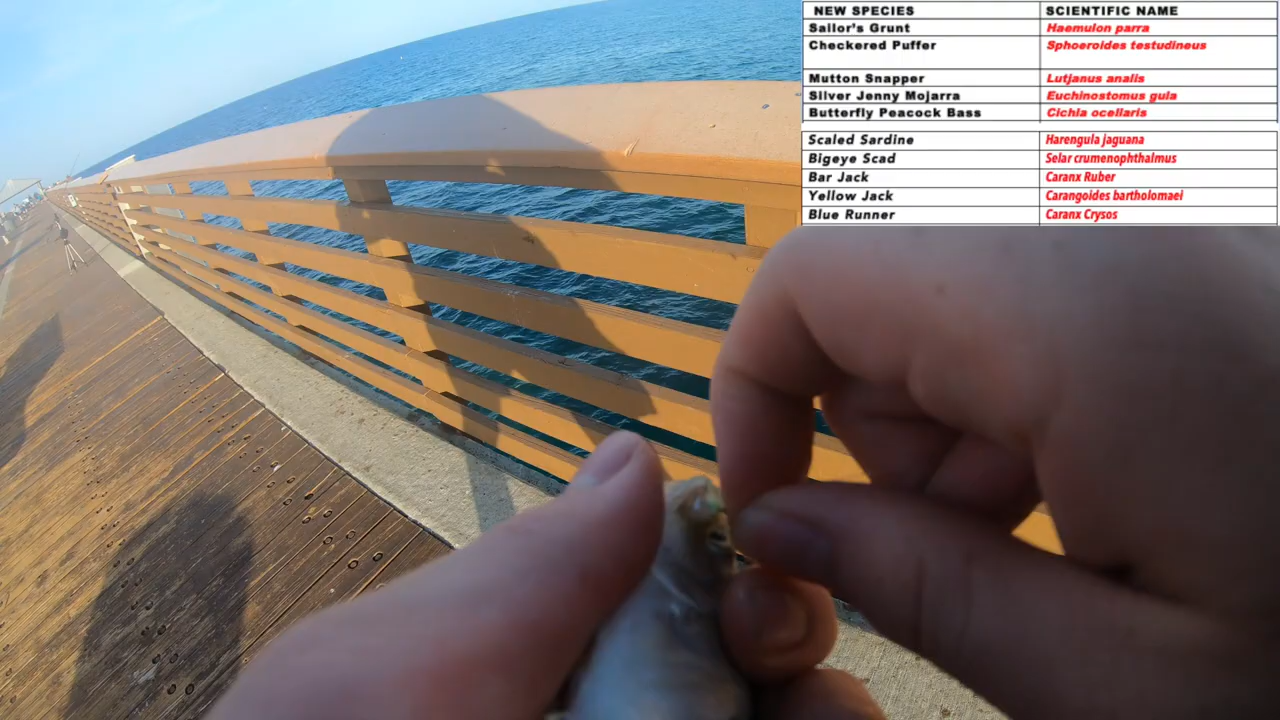 NEW SPECIES SCIENTIFIC NAME
Sailor's Grunt Haemulon parra
Checkered Puffer Sphoeroides testudineus
Mutton Snapper Lutjanus analis
Silver Jenny Mojarra Euchinostomus gula
Butterfly Peacock Bass Cichla ocellaris
Scaled Sardine Harengula jaguana
Bigeye Scad Selar crumenophthalmus
Bar Jack Caranx Ruber
Yellow Jack Carangoides bartholomaei
Blue Runner Caranx Crysos